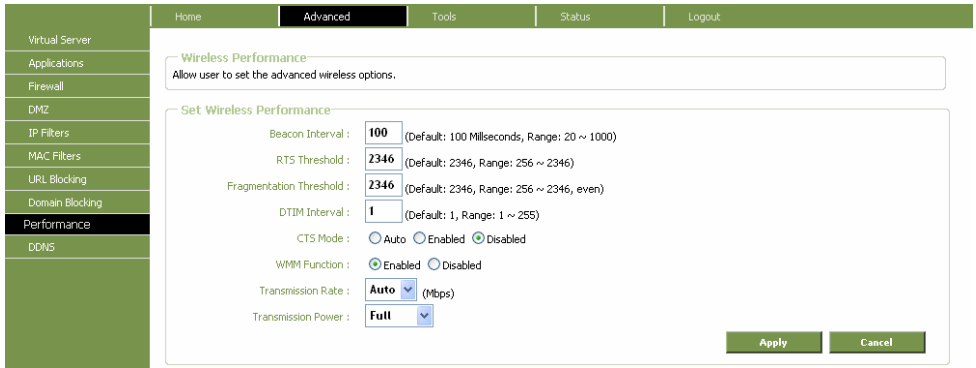 Home Advanced Tools Status Logout
Virtual Server
Applications
Firewall
DMZ
IP Filters
MAC Filters
URL Blocking
Domain Blocking
Performance
DDNS
Wireless Performance
Allow user to set the advanced wireless options.
Set Wireless Performance
Beacon Interval : 100 (Default: 100 Millseconds, Range: 20 ~ 1000)
RTS Threshold : 2346 (Default: 2346, Range: 256 ~ 2346)
Fragmentation Threshold : 2346 (Default: 2346, Range: 256 ~ 2346, even)
DTIM Interval : 1 (Default: 1, Range: 1 ~ 255)
CTS Mode : Auto Enabled Disabled
WMM Function : Enabled Disabled
Transmission Rate : Auto (Mbps)
Transmission Power : Full
Apply Cancel